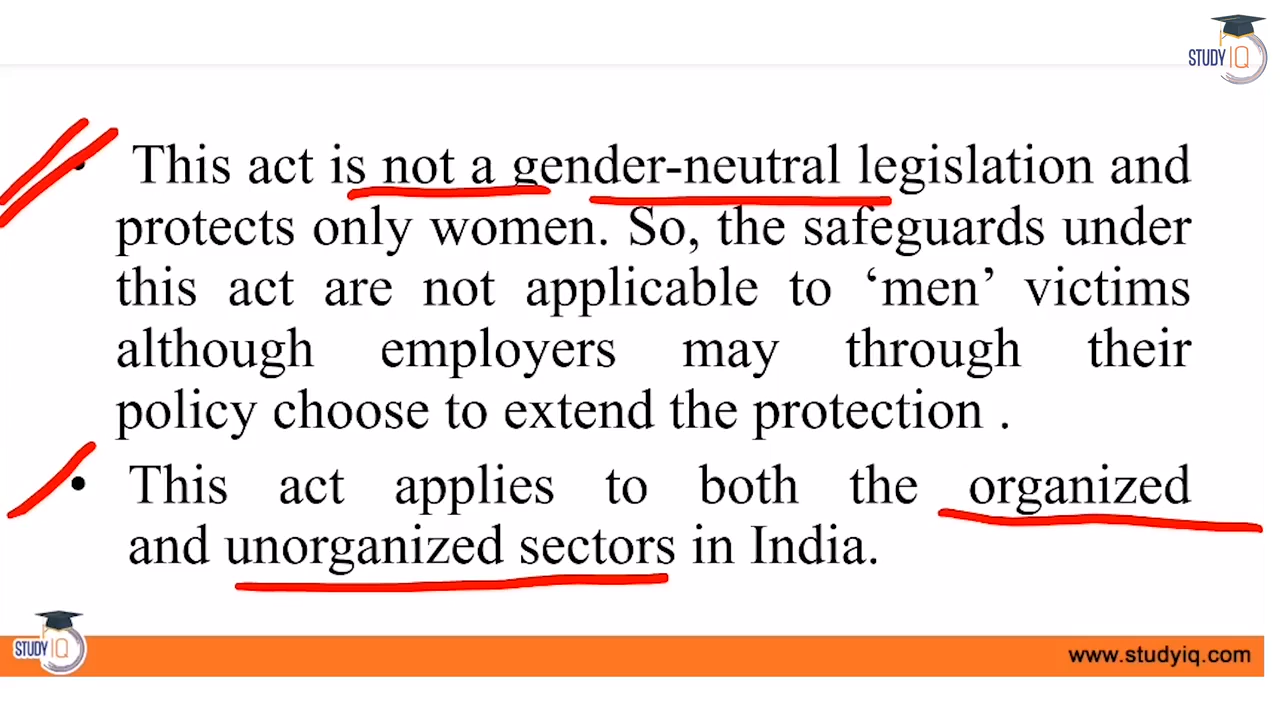 STUDY IQ
• This act is not a gender-neutral legislation and
protects only women. So, the safeguards under
this act are not applicable to ‘men’ victims
although employers may through their
policy choose to extend the protection .
• This act applies to both the organized
and unorganized sectors in India.
STUDY IQ
www.studyiq.com